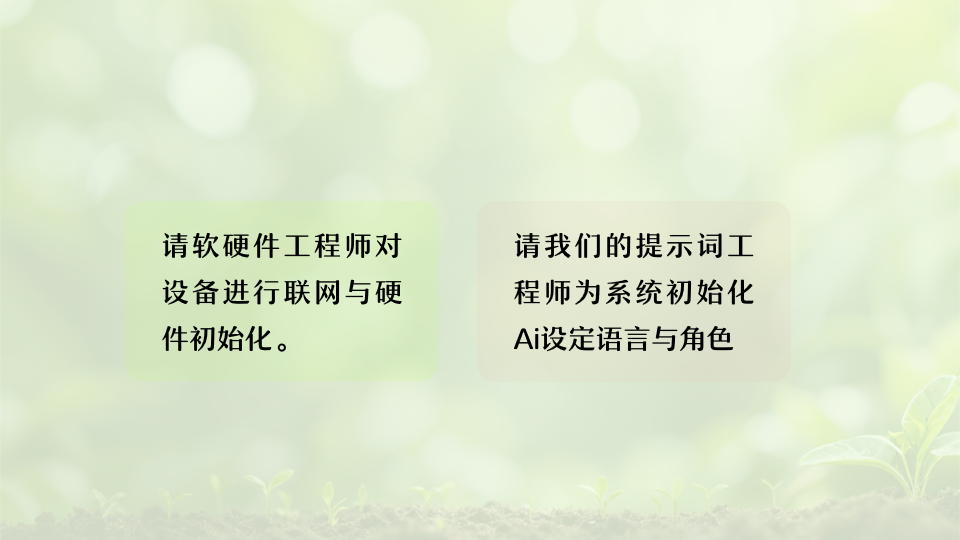 请软硬件工程师对
设备进行联网与硬
件初始化。
请我们的提示词工
程师为系统初始化
Ai设定语言与角色